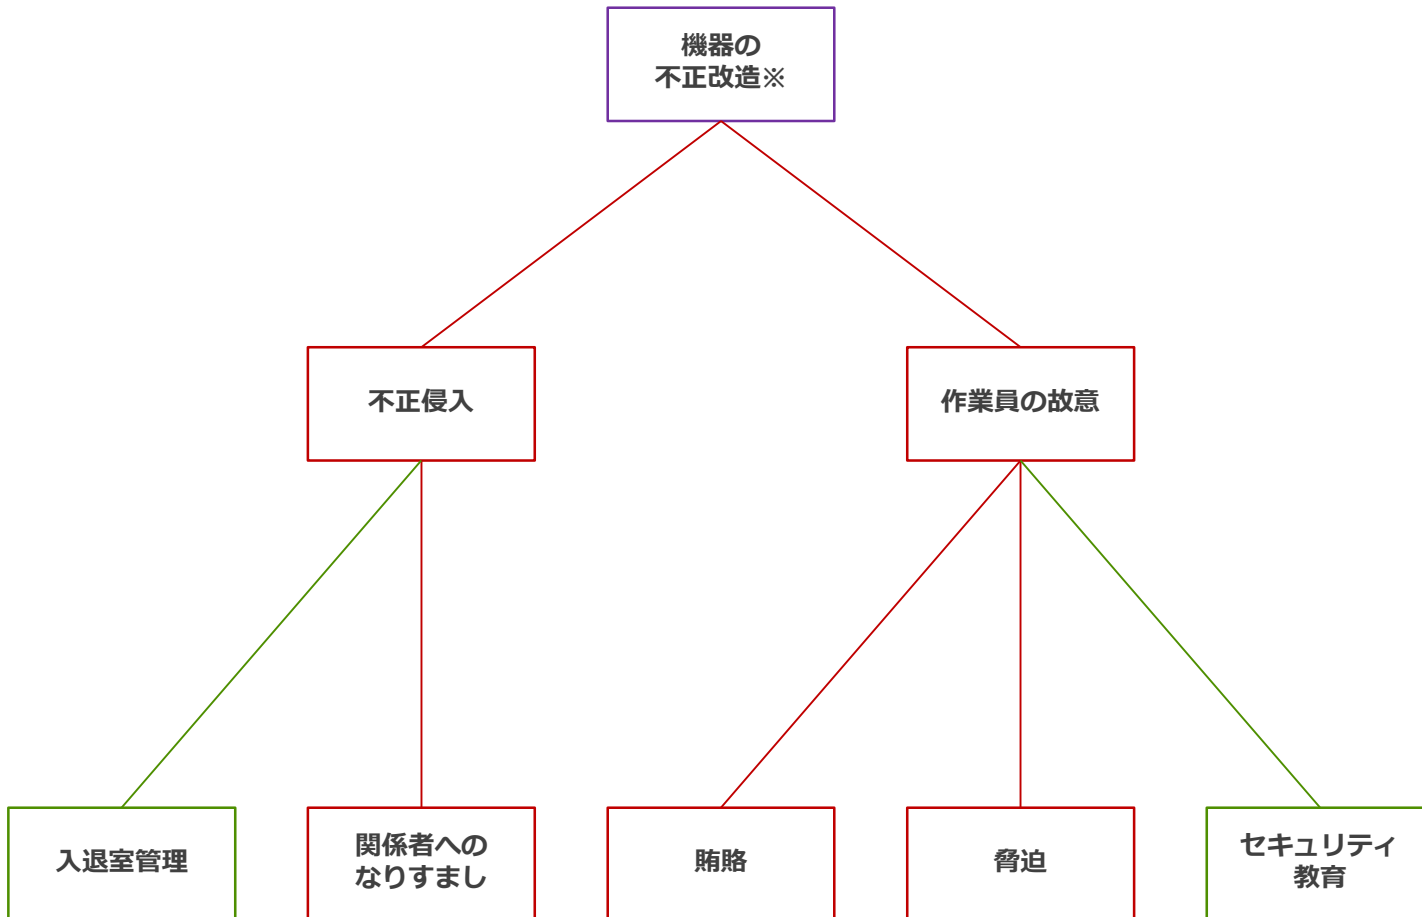 機器の
不正改造※
不正侵入
作業員の故意
入退室管理
関係者への
なりすまし
賄賂
脅迫
セキュリティ
教育